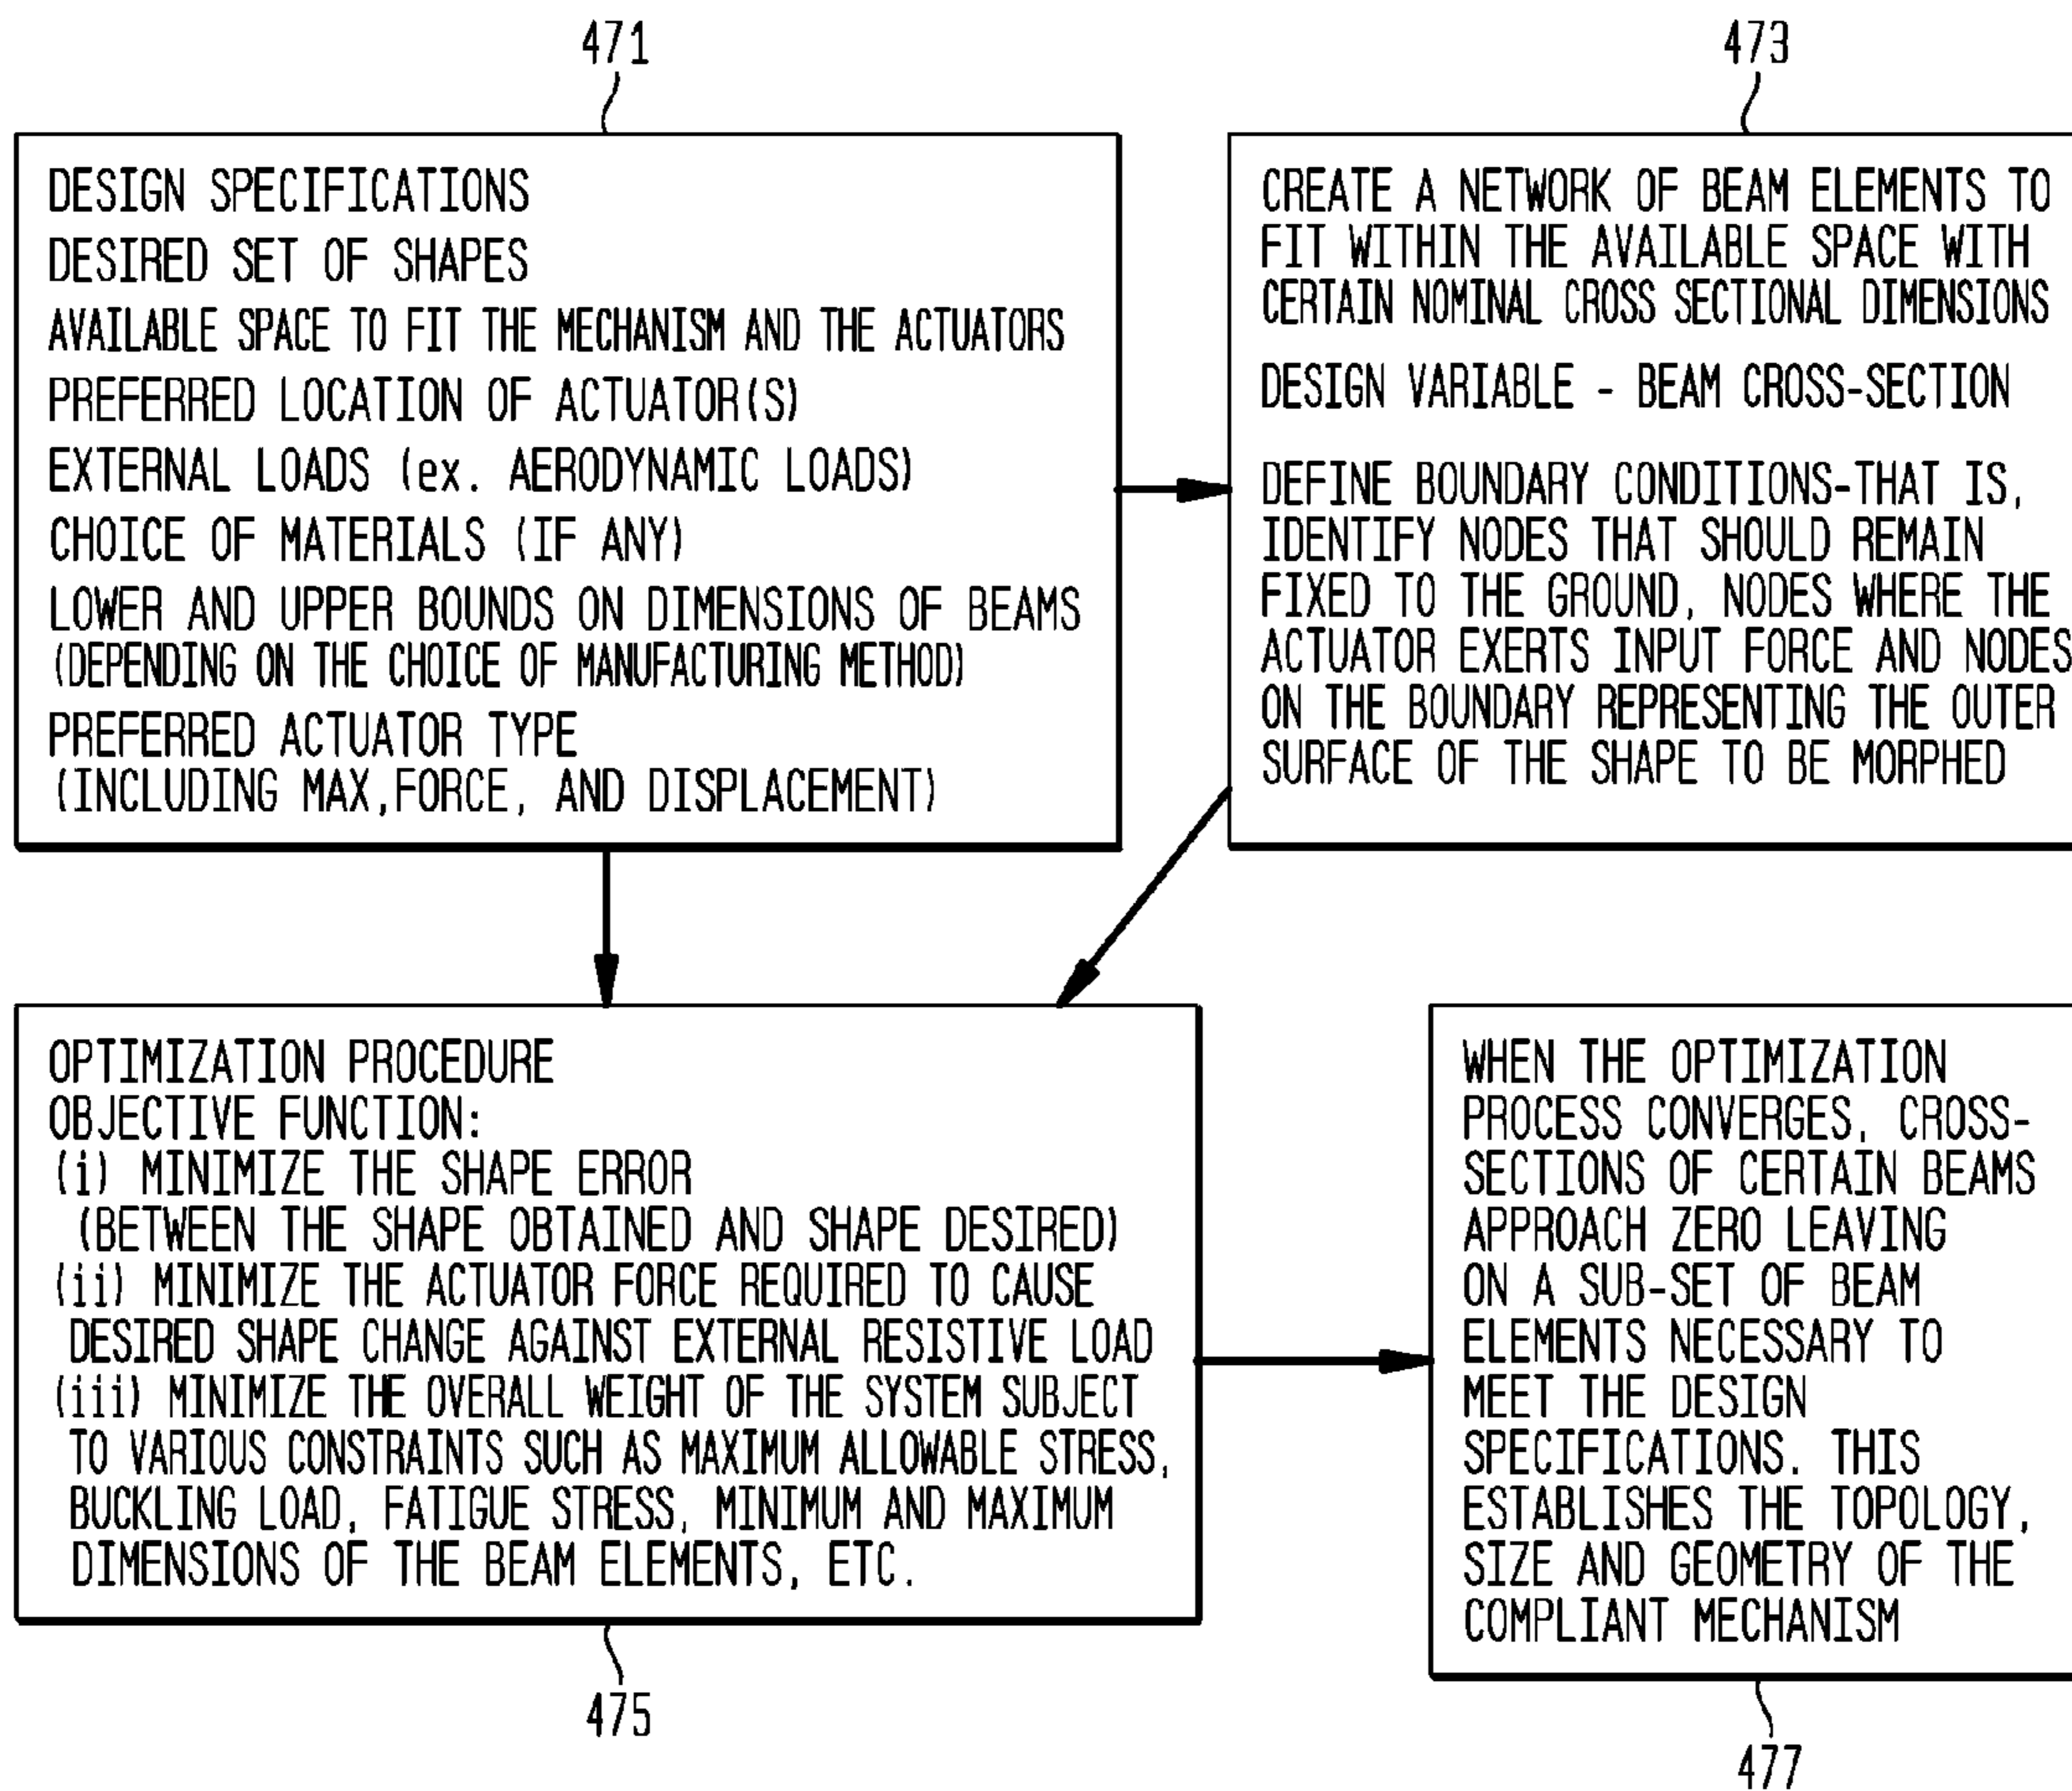 471
DESIGN SPECIFICATIONS
DESIRED SET OF SHAPES
AVAILABLE SPACE TO FIT THE MECHANISM AND THE ACTUATORS
PREFERRED LOCATION OF ACTUATOR(S)
EXTERNAL LOADS (ex. AERODYNAMIC LOADS)
CHOICE OF MATERIALS (IF ANY)
LOWER AND UPPER BOUNDS ON DIMENSIONS OF BEAMS
(DEPENDING ON THE CHOICE OF MANUFACTURING METHOD)
PREFERRED ACTUATOR TYPE
(INCLUDING MAX,FORCE, AND DISPLACEMENT)
473
CREATE A NETWORK OF BEAM ELEMENTS TO
FIT WITHIN THE AVAILABLE SPACE WITH
CERTAIN NOMINAL CROSS SECTIONAL DIMENSIONS
DESIGN VARIABLE - BEAM CROSS-SECTION
DEFINE BOUNDARY CONDITIONS-THAT IS,
IDENTIFY NODES THAT SHOULD REMAIN
FIXED TO THE GROUND, NODES WHERE THE
ACTUATOR EXERTS INPUT FORCE AND NODES
ON THE BOUNDARY REPRESENTING THE OUTER
SURFACE OF THE SHAPE TO BE MORPHED
OPTIMIZATION PROCEDURE
OBJECTIVE FUNCTION:
(i) MINIMIZE THE SHAPE ERROR
(BETWEEN THE SHAPE OBTAINED AND SHAPE DESIRED)
(ii) MINIMIZE THE ACTUATOR FORCE REQUIRED TO CAUSE
DESIRED SHAPE CHANGE AGAINST EXTERNAL RESISTIVE LOAD
(iii) MINIMIZE THE OVERALL WEIGHT OF THE SYSTEM SUBJECT
TO VARIOUS CONSTRAINTS SUCH AS MAXIMUM ALLOWABLE STRESS,
BUCKLING LOAD, FATIGUE STRESS, MINIMUM AND MAXIMUM
DIMENSIONS OF THE BEAM ELEMENTS, ETC.
475
WHEN THE OPTIMIZATION
PROCESS CONVERGES, CROSS-
SECTIONS OF CERTAIN BEAMS
APPROACH ZERO LEAVING
ON A SUB-SET OF BEAM
ELEMENTS NECESSARY TO
MEET THE DESIGN
SPECIFICATIONS. THIS
ESTABLISHES THE TOPOLOGY,
SIZE AND GEOMETRY OF THE
COMPLIANT MECHANISM
477